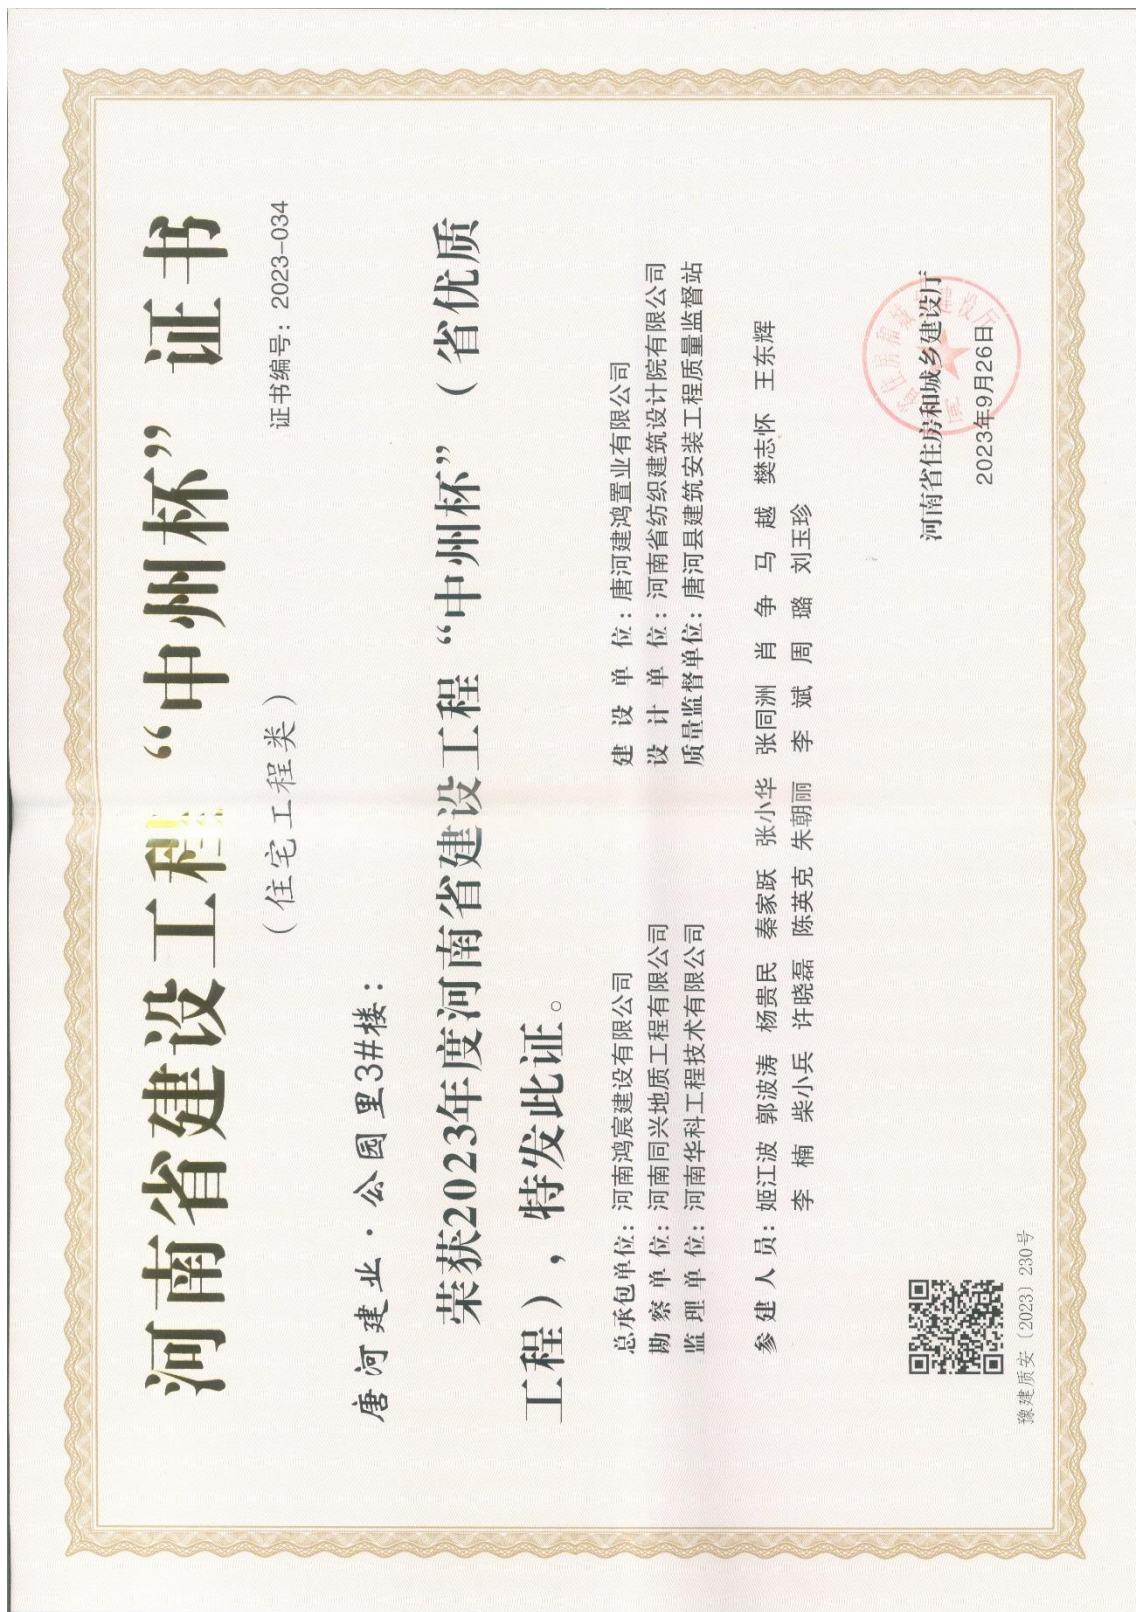 河南省建设工程“中州杯”证书
（住宅工程类）
证书编号：2023-034
唐河建业·公园里3#楼：
荣获2023年度河南省建设工程“中州杯”（省优质
工程），特发此证。
总承包单位：河南鸿宸建设有限公司 建设单位：唐河建鸿置业有限公司
勘察单位：河南同兴地质工程有限公司 设计单位：河南省纺织建筑设计院有限公司
监理单位：河南华科工程技术有限公司 质量监督单位：唐河县建筑安装工程质量监督站
参建人员：姬江波 郭波涛 杨贵民 秦家跃 张小华 张同洲 肖争 马越 樊志怀 王东辉
李楠 柴小兵 许晓磊 陈英克 朱朝丽 李斌 周璐 刘玉珍
河南省住房和城乡建设厅
河南省住房和城乡建设厅
2023年9月26日
豫建质安〔2023〕230号